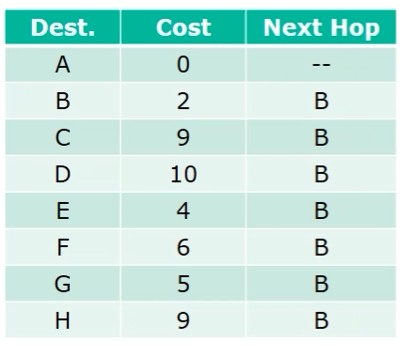 Dest. Cost Next Hop
A 0 --
B 2 B
C 9 B
D 10 B
E 4 B
F 6 B
G 5 B
H 9 B